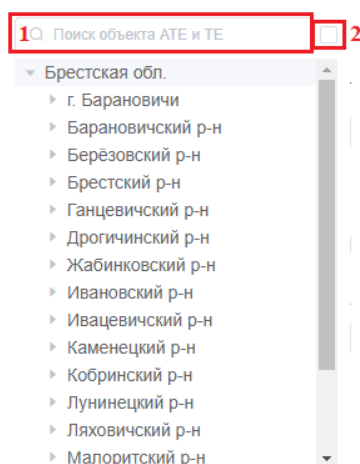 1 Поиск объекта АТЕ и ТЕ 2
Брестская обл.
г. Барановичи
Барановичский р-н
Берёзовский р-н
Брестский р-н
Ганцевичский р-н
Дрогичинский р-н
Жабинковский р-н
Ивановский р-н
Ивацевичский р-н
Каменецкий р-н
Кобринский р-н
Лунинецкий р-н
Ляховичский р-н
Малоритский р-н